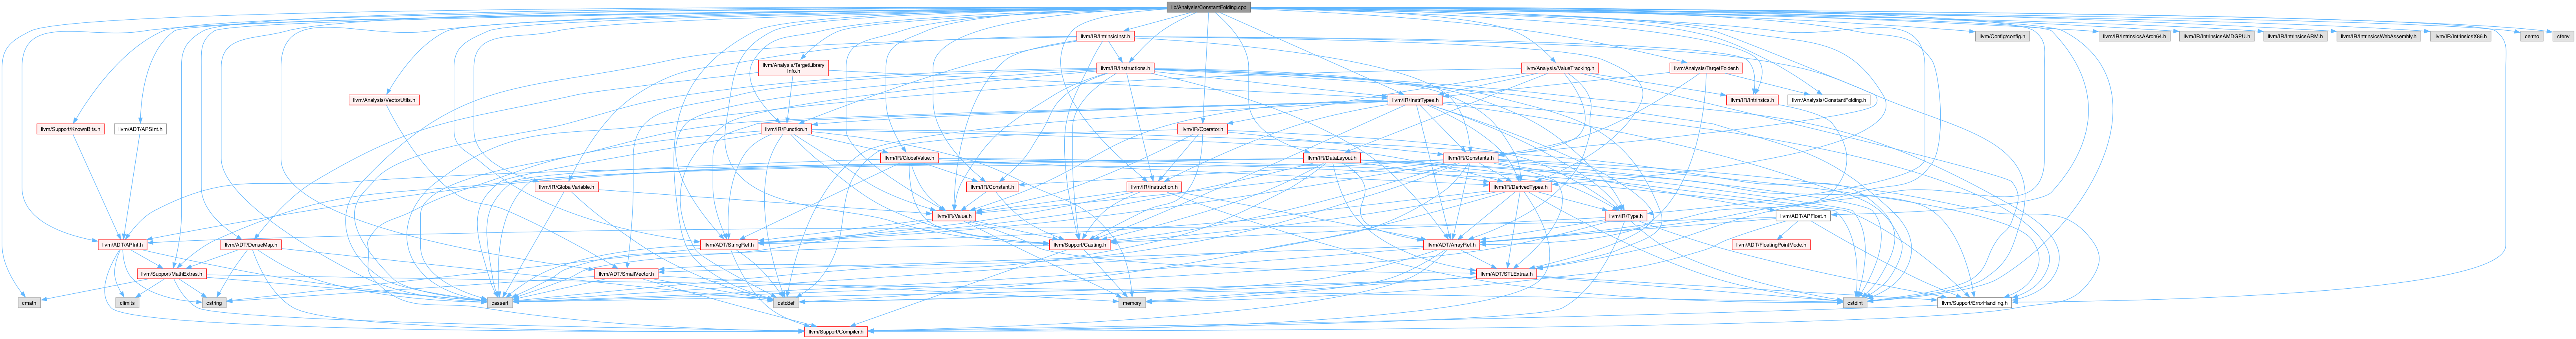 lib/Analysis/ConstantFolding.cpp
llvm/IR/IntrinsicInst.h
llvm/Config/config.h
llvm/IR/IntrinsicsAArch64.h
llvm/IR/IntrinsicsAMDGPU.h
llvm/IR/IntrinsicsARM.h
llvm/IR/IntrinsicsWebAssembly.h
llvm/IR/IntrinsicsX86.h
cerrno
cfenv
llvm/Analysis/TargetLibrary
Info.h
llvm/IR/Instructions.h
llvm/Analysis/ValueTracking.h
llvm/Analysis/TargetFolder.h
llvm/Analysis/VectorUtils.h
llvm/IR/InstrTypes.h
llvm/IR/Intrinsics.h
llvm/Analysis/ConstantFolding.h
llvm/Support/KnownBits.h
llvm/ADT/APSInt.h
llvm/IR/Function.h
llvm/IR/Operator.h
llvm/IR/GlobalValue.h
llvm/IR/DataLayout.h
llvm/IR/Constants.h
llvm/IR/GlobalVariable.h
llvm/IR/Constant.h
llvm/IR/Instruction.h
llvm/IR/DerivedTypes.h
llvm/IR/Value.h
llvm/IR/Type.h
llvm/ADT/APFloat.h
llvm/ADT/APInt.h
llvm/ADT/DenseMap.h
llvm/ADT/StringRef.h
llvm/Support/Casting.h
llvm/ADT/ArrayRef.h
llvm/ADT/FloatingPointMode.h
llvm/Support/MathExtras.h
llvm/ADT/SmallVector.h
llvm/ADT/STLExtras.h
cmath
climits
cstring
cassert
cstddef
memory
cstdint
llvm/Support/ErrorHandling.h
llvm/Support/Compiler.h